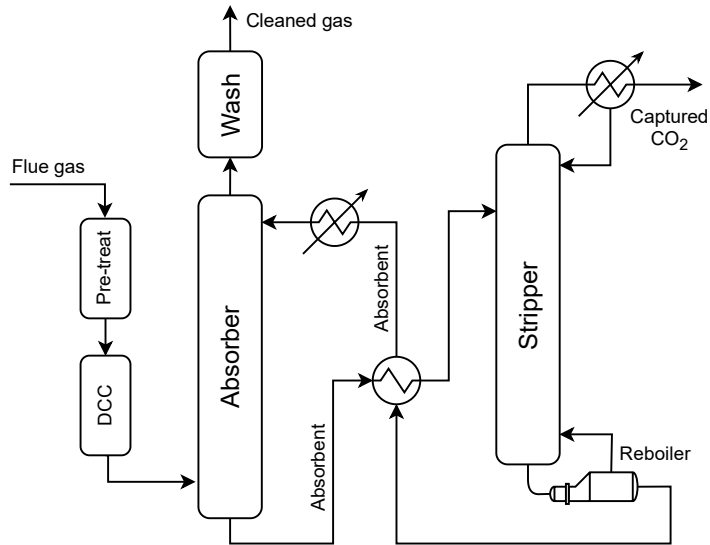 Cleaned gas
Wash
Flue gas
Captured
CO2
Pre-treat
Absorbent
Stripper
Absorber
DCC
Absorbent
Reboiler